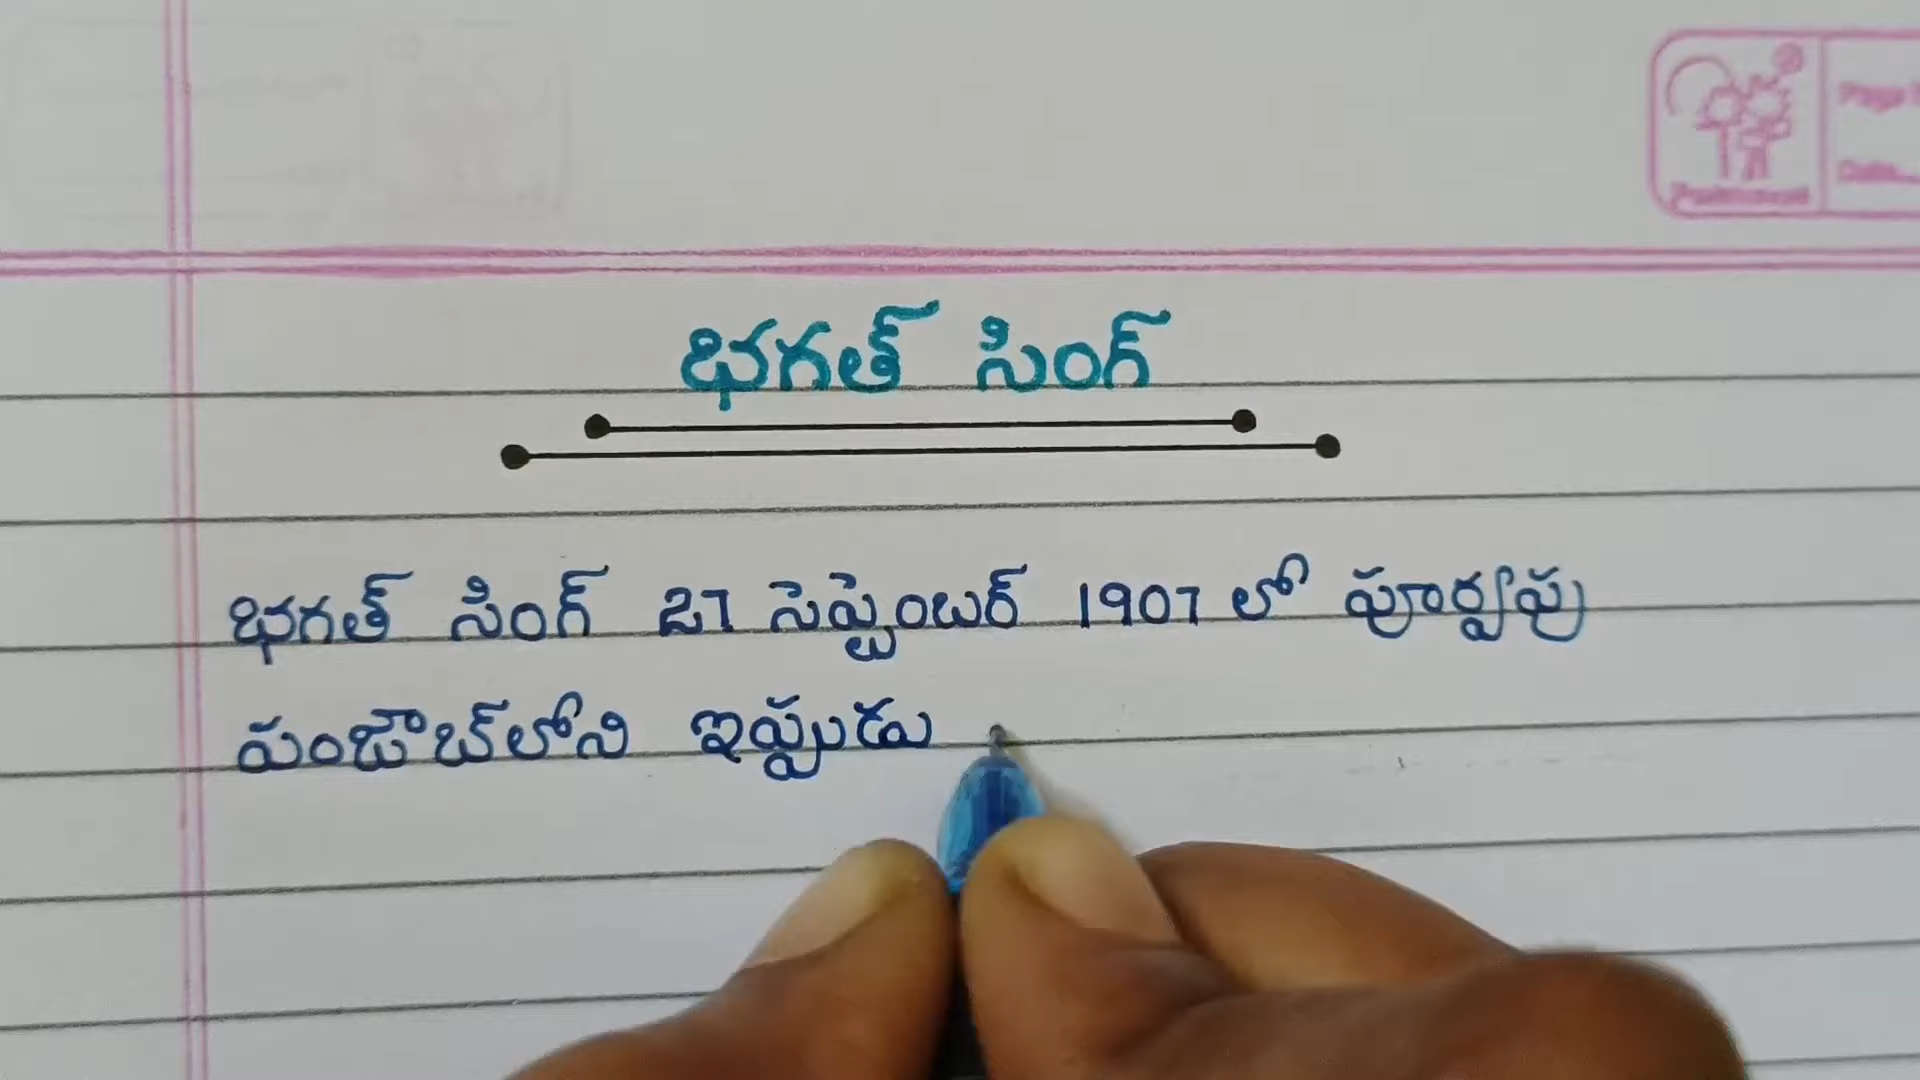 భగత్ సింగ్
భగత్ సింగ్ 27 సెప్టెంబర్ 1907 లో పూర్వపు
పంజాబ్‌లోని ఇప్పుడు